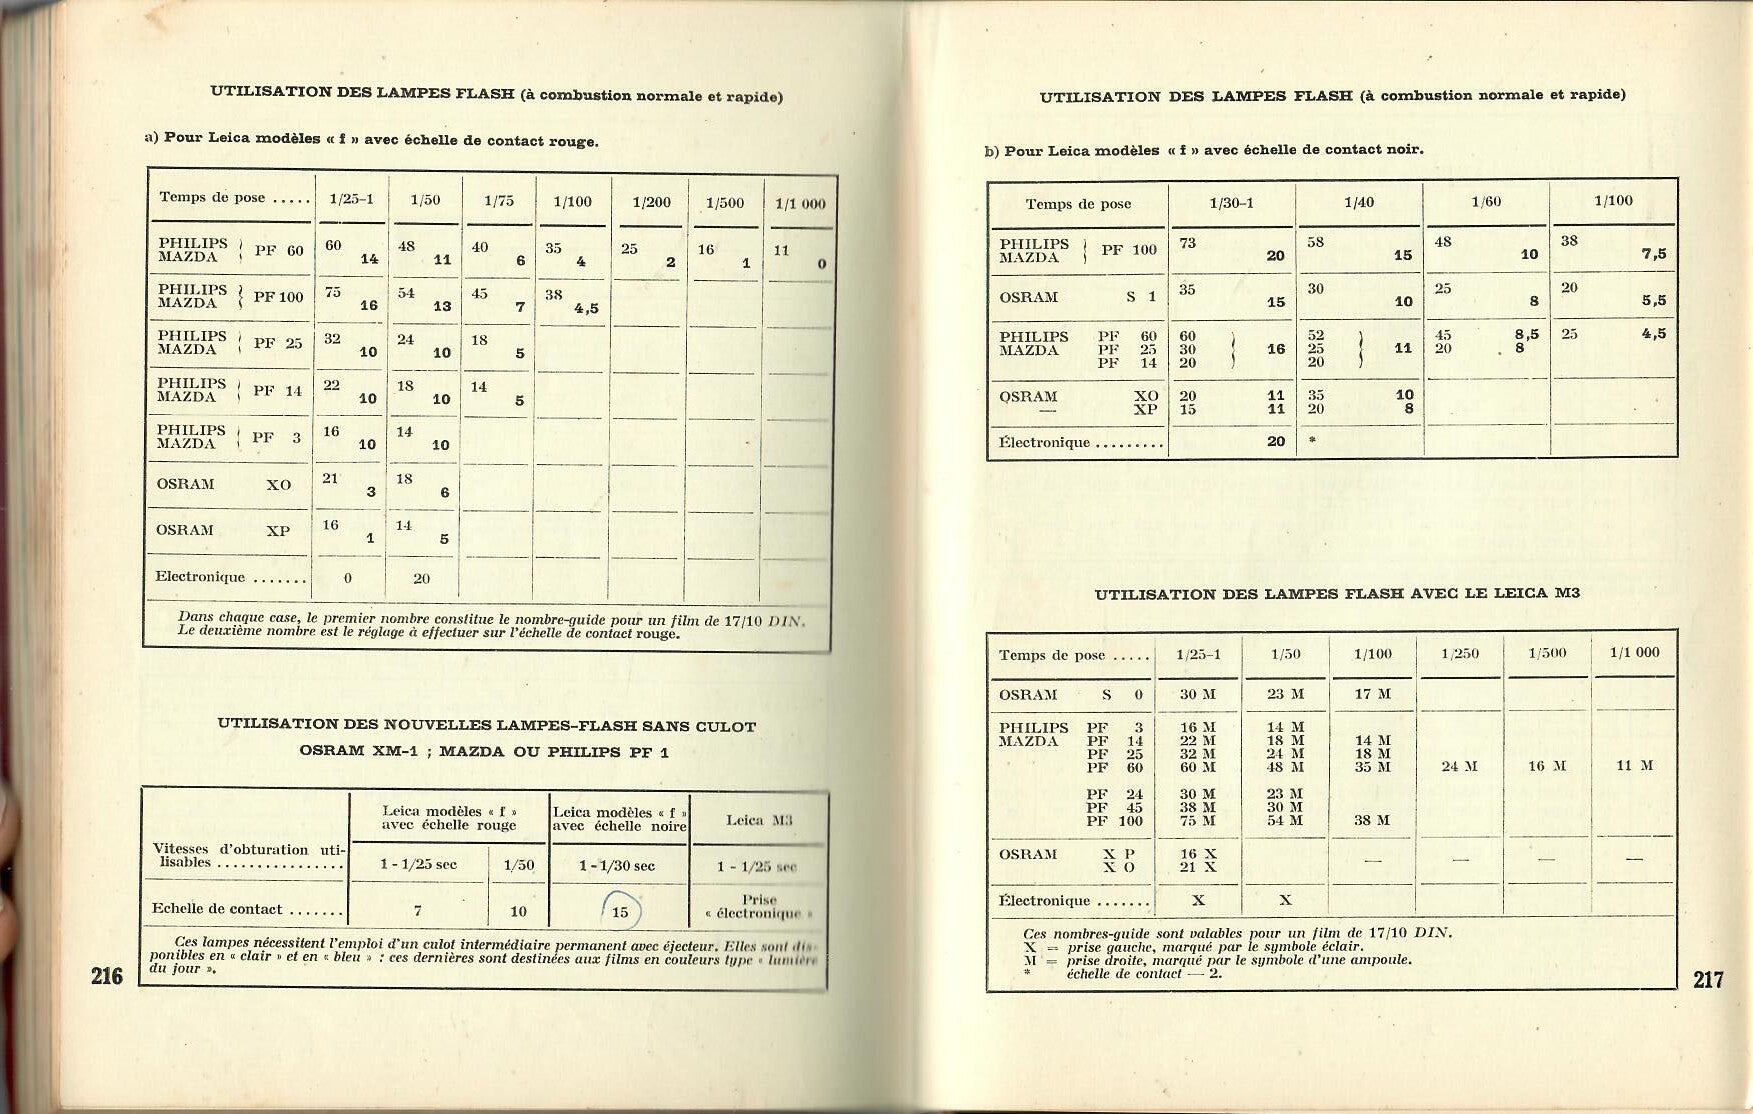 UTILISATION DES LAMPES FLASH (à combustion normale et rapide)
a) Pour Leica modèles « f » avec échelle de contact rouge.
Temps de pose ..... 1/25-1 1/50 1/75 1/100 1/200 1/500 1/1 000
PHILIPS MAZDA PF 60 60 14 48 11 40 6 35 4 25 2 16 1 11 0
PHILIPS MAZDA PF 100 75 16 54 13 45 7 38 4,5
PHILIPS MAZDA PF 25 32 10 24 10 18 5
PHILIPS MAZDA PF 14 22 10 18 10 14 5
PHILIPS MAZDA PF 3 16 10 14 10
OSRAM XO 21 3 18 6
OSRAM XP 16 1 14 5
Electronique ....... 0 20
Dans chaque case, le premier nombre constitue le nombre-guide pour un film de 17/10 DIN.
Le deuxième nombre est le réglage à effectuer sur l'échelle de contact rouge.
UTILISATION DES NOUVELLES LAMPES-FLASH SANS CULOT
OSRAM XM-1 ; MAZDA OU PHILIPS PF 1
Leica modèles « f » avec échelle rouge Leica modèles « f » avec échelle noire Leica M3
Vitesses d'obturation uti-
lisables ............... 1 - 1/25 sec 1/50 1 - 1/30 sec 1 - 1/25 sec
Echelle de contact ....... 7 10 15 Prise « électronique »
Ces lampes nécessitent l'emploi d'un culot intermédiaire permanent avec éjecteur. Elles sont dis-
ponibles en « clair » et en « bleu » : ces dernières sont destinées aux films en couleurs type « lumière
du jour ».
216
UTILISATION DES LAMPES FLASH (à combustion normale et rapide)
b) Pour Leica modèles « f » avec échelle de contact noir.
Temps de pose 1/30-1 1/40 1/60 1/100
PHILIPS MAZDA PF 100 73 20 58 15 48 10 38 7,5
OSRAM S 1 35 15 30 10 25 8 20 5,5
PHILIPS PF 60 60 52 45 8,5 25 4,5
MAZDA PF 25 30 16 25 11 20 8
PF 14 20 20
OSRAM XO 20 11 35 10
— XP 15 11 20 8
Électronique ......... 20 *
UTILISATION DES LAMPES FLASH AVEC LE LEICA M3
Temps de pose ..... 1/25-1 1/50 1/100 1/250 1/500 1/1 000
OSRAM S 0 30 M 23 M 17 M
PHILIPS PF 3 16 M 14 M
MAZDA PF 14 22 M 18 M 14 M
PF 25 32 M 24 M 18 M
PF 60 60 M 48 M 35 M 24 M 16 M 11 M
PF 24 30 M 23 M
PF 45 38 M 30 M
PF 100 75 M 54 M 38 M
OSRAM X P 16 X — — — —
X O 21 X
Électronique ....... X X
Ces nombres-guide sont valables pour un film de 17/10 DIN.
X = prise gauche, marqué par le symbole éclair.
M = prise droite, marqué par le symbole d'une ampoule.
* échelle de contact — 2.
217